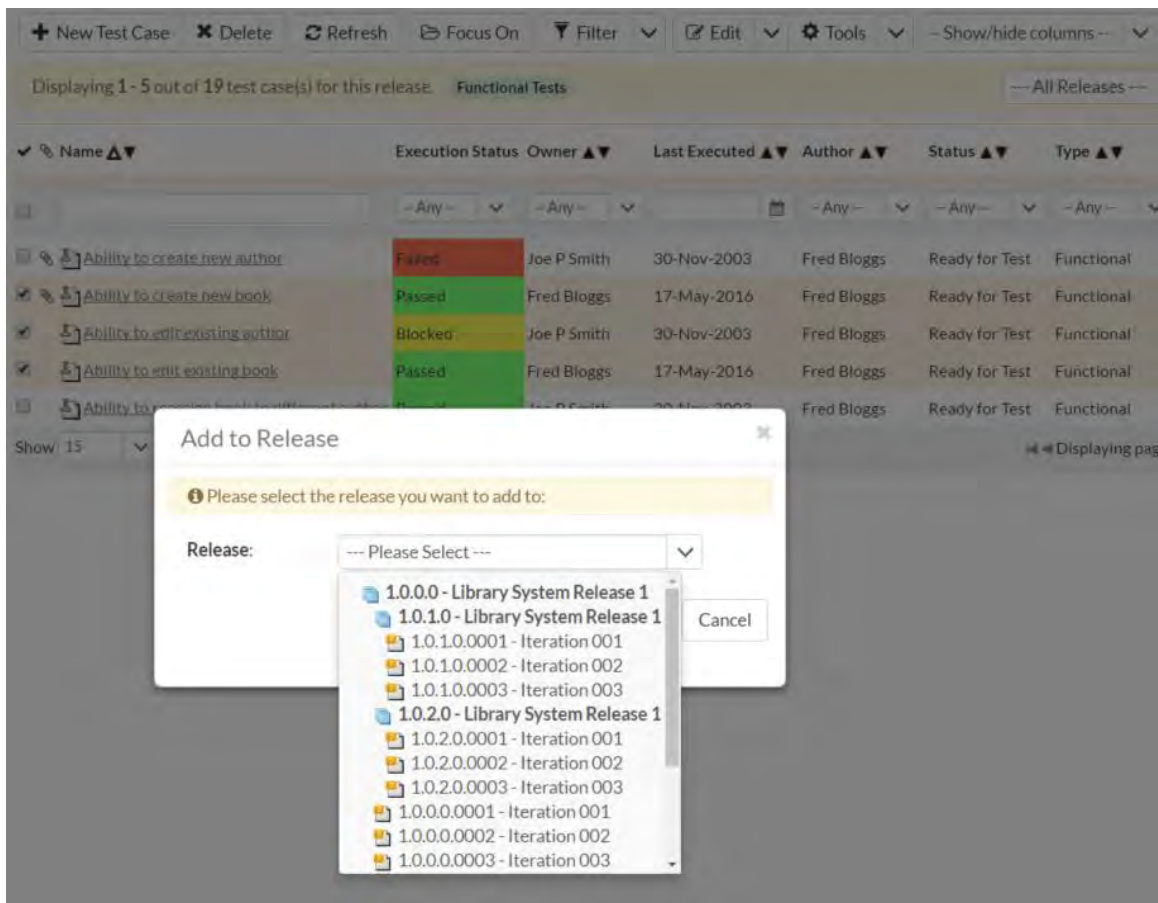 New Test Case Delete Refresh Focus On Filter Edit Tools -- Show/hide columns --
Displaying 1 - 5 out of 19 test case(s) for this release. Functional Tests --- All Releases ---
Name Execution Status Owner Last Executed Author Status Type
-- Any -- -- Any -- -- Any -- -- Any -- -- Any --
Ability to create new author Failed Joe P Smith 30-Nov-2003 Fred Bloggs Ready for Test Functional
Ability to create new book Passed Fred Bloggs 17-May-2016 Fred Bloggs Ready for Test Functional
Ability to edit existing author Blocked Joe P Smith 30-Nov-2003 Fred Bloggs Ready for Test Functional
Ability to edit existing book Passed Fred Bloggs 17-May-2016 Fred Bloggs Ready for Test Functional
Ability to Fred Bloggs Ready for Test Functional
Show 15 Displaying pag
Add to Release
Please select the release you want to add to:
Release: --- Please Select ---
1.0.0.0 - Library System Release 1
1.0.1.0 - Library System Release 1
1.0.1.0.0001 - Iteration 001
1.0.1.0.0002 - Iteration 002
1.0.1.0.0003 - Iteration 003
1.0.2.0 - Library System Release 1
1.0.2.0.0001 - Iteration 001
1.0.2.0.0002 - Iteration 002
1.0.2.0.0003 - Iteration 003
1.0.0.0.0001 - Iteration 001
1.0.0.0.0002 - Iteration 002
1.0.0.0.0003 - Iteration 003
Cancel